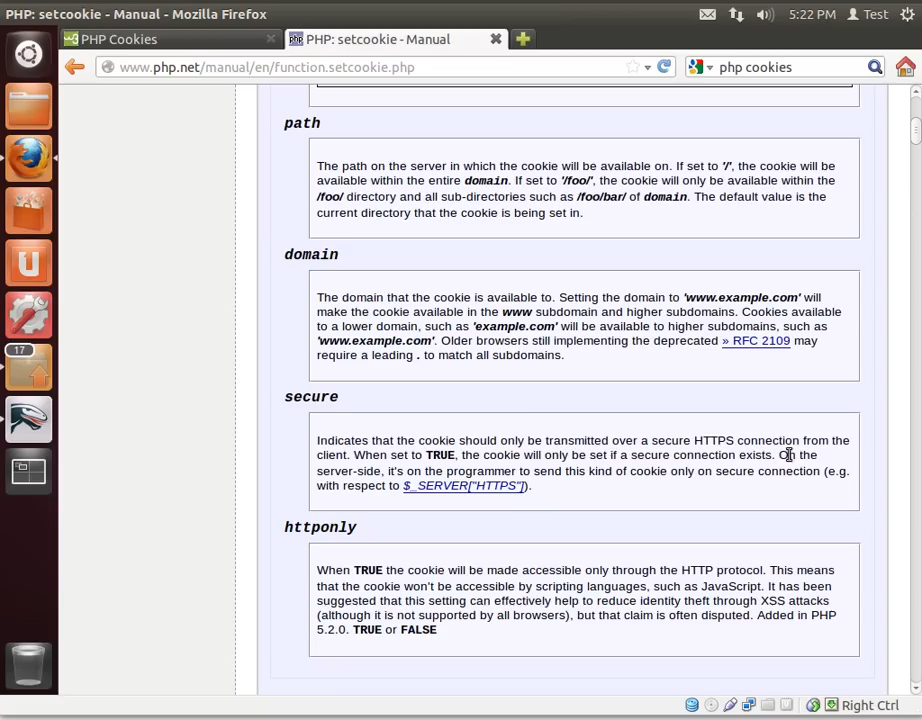 PHP: setcookie - Manual - Mozilla Firefox
5:22 PM
Test
PHP Cookies
PHP: setcookie - Manual
www.php.net/manual/en/function.setcookie.php
php cookies
path
The path on the server in which the cookie will be available on. If set to '/', the cookie will be
available within the entire domain. If set to '/foo/', the cookie will only be available within the
/foo/ directory and all sub-directories such as /foo/bar/ of domain. The default value is the
current directory that the cookie is being set in.
domain
The domain that the cookie is available to. Setting the domain to 'www.example.com' will
make the cookie available in the www subdomain and higher subdomains. Cookies available
to a lower domain, such as 'example.com' will be available to higher subdomains, such as
'www.example.com'. Older browsers still implementing the deprecated » RFC 2109 may
require a leading . to match all subdomains.
secure
Indicates that the cookie should only be transmitted over a secure HTTPS connection from the
client. When set to TRUE, the cookie will only be set if a secure connection exists. On the
server-side, it's on the programmer to send this kind of cookie only on secure connection (e.g.
with respect to $_SERVER["HTTPS"]).
httponly
When TRUE the cookie will be made accessible only through the HTTP protocol. This means
that the cookie won't be accessible by scripting languages, such as JavaScript. It has been
suggested that this setting can effectively help to reduce identity theft through XSS attacks
(although it is not supported by all browsers), but that claim is often disputed. Added in PHP
5.2.0. TRUE or FALSE
17
Right Ctrl